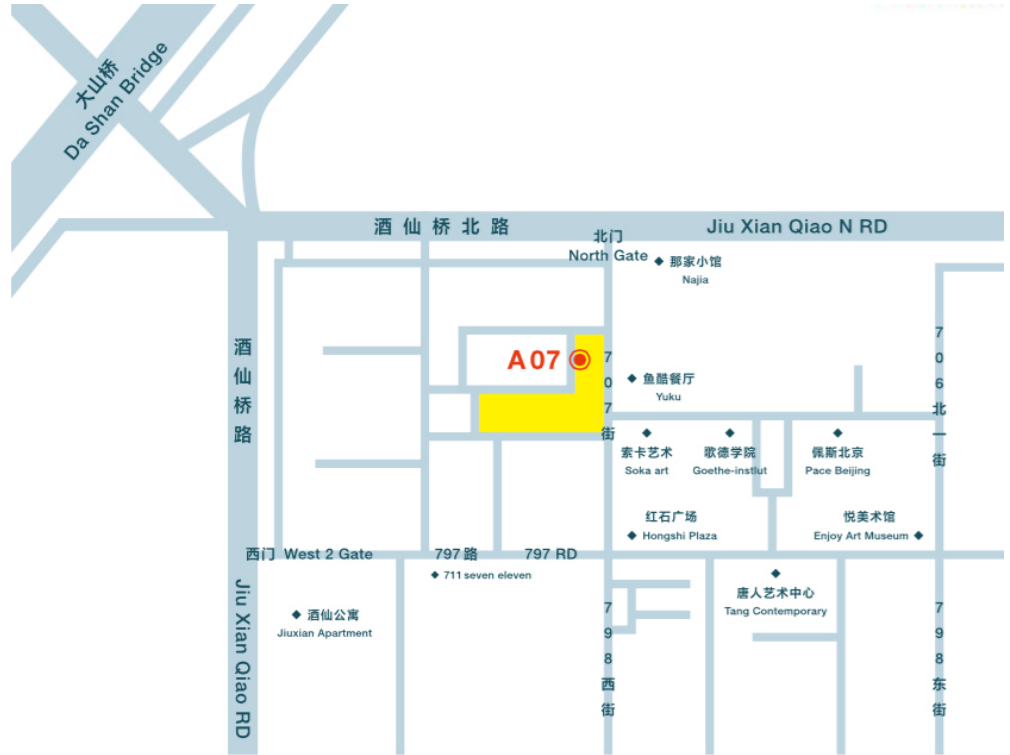 大山桥
Da Shan Bridge
酒仙桥北路
Jiu Xian Qiao N RD
北门
North Gate
那家小馆
Najia
酒仙桥路
A 07
707街
鱼酷餐厅
Yuku
706北一街
索卡艺术
Soka art
歌德学院
Goethe-instlut
佩斯北京
Pace Beijing
红石广场
Hongshi Plaza
悦美术馆
Enjoy Art Museum
西门 West 2 Gate
797路
797 RD
711 seven eleven
Jiu Xian Qiao RD
酒仙公寓
Jiuxian Apartment
唐人艺术中心
Tang Contemporary
798西街
798东街